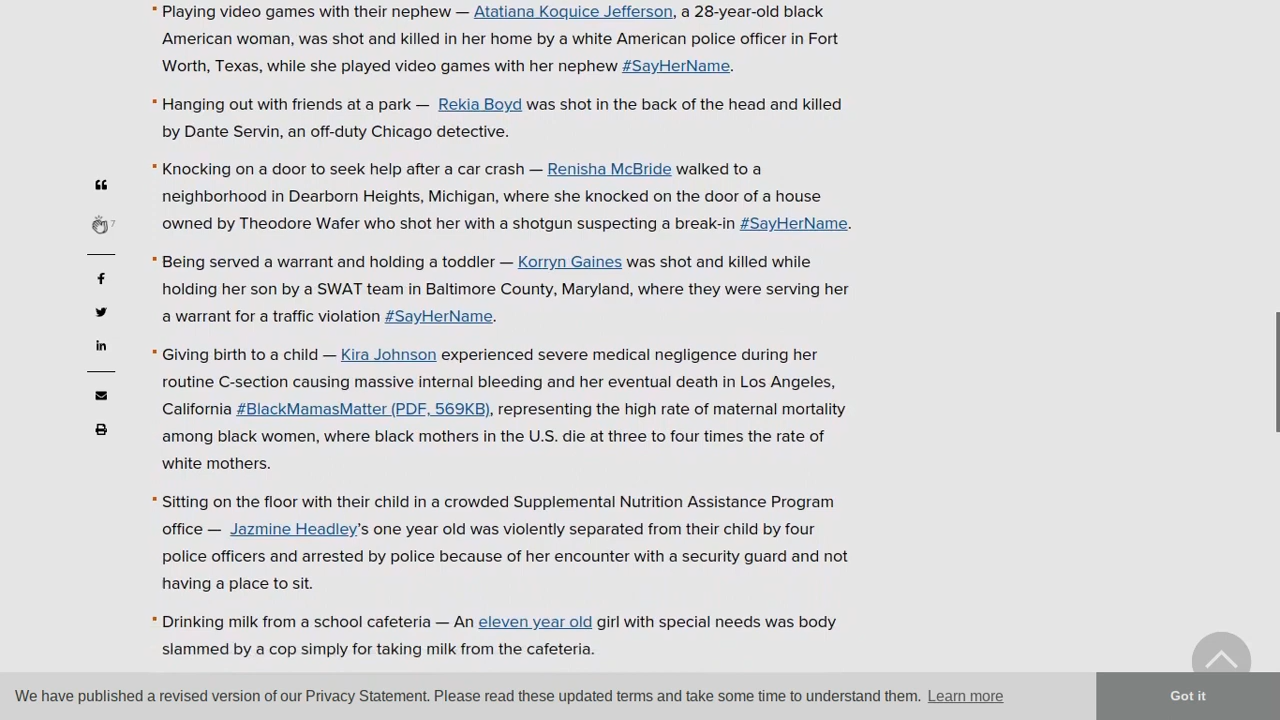 Playing video games with their nephew — Atatiana Koquice Jefferson, a 28-year-old black
American woman, was shot and killed in her home by a white American police officer in Fort
Worth, Texas, while she played video games with her nephew #SayHerName.
Hanging out with friends at a park — Rekia Boyd was shot in the back of the head and killed
by Dante Servin, an off-duty Chicago detective.
Knocking on a door to seek help after a car crash — Renisha McBride walked to a
neighborhood in Dearborn Heights, Michigan, where she knocked on the door of a house
owned by Theodore Wafer who shot her with a shotgun suspecting a break-in #SayHerName.
7
Being served a warrant and holding a toddler — Korryn Gaines was shot and killed while
holding her son by a SWAT team in Baltimore County, Maryland, where they were serving her
a warrant for a traffic violation #SayHerName.
Giving birth to a child — Kira Johnson experienced severe medical negligence during her
routine C-section causing massive internal bleeding and her eventual death in Los Angeles,
California #BlackMamasMatter (PDF, 569KB), representing the high rate of maternal mortality
among black women, where black mothers in the U.S. die at three to four times the rate of
white mothers.
Sitting on the floor with their child in a crowded Supplemental Nutrition Assistance Program
office — Jazmine Headley’s one year old was violently separated from their child by four
police officers and arrested by police because of her encounter with a security guard and not
having a place to sit.
Drinking milk from a school cafeteria — An eleven year old girl with special needs was body
slammed by a cop simply for taking milk from the cafeteria.
We have published a revised version of our Privacy Statement. Please read these updated terms and take some time to understand them. Learn more
Got it